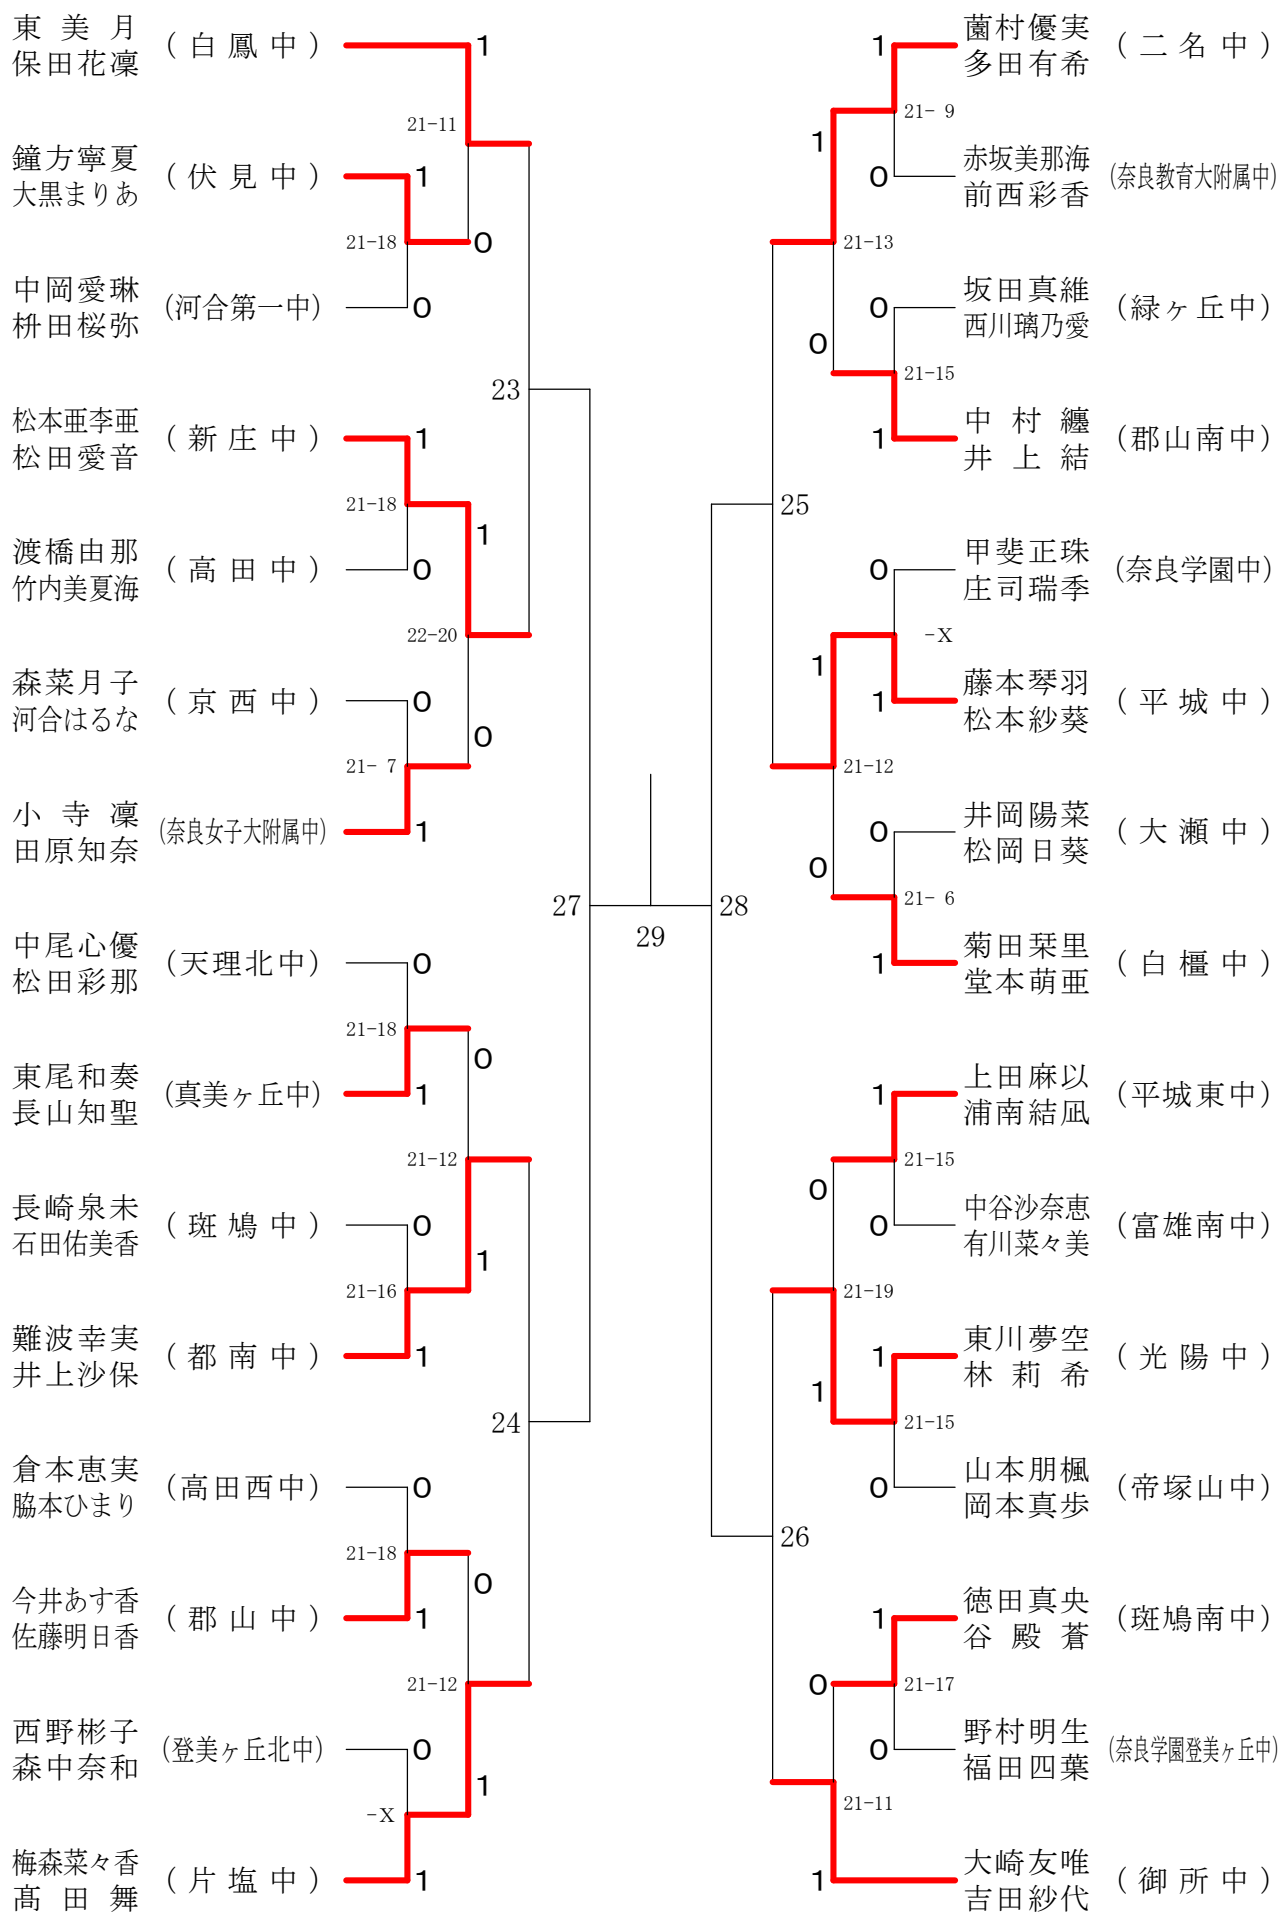 東美月
保田花凜
(白鳳中)
1
21-11
鐘方寧夏
大黒まりあ
(伏見中)
1
21-18
0
中岡愛琳
枡田桜弥
(河合第一中)
0
23
松本亜李亜
松田愛音
(新庄中)
1
21-18
1
渡橋由那
竹内美夏海
(高田中)
0
22-20
森菜月子
河合はるな
(京西中)
0
0
21- 7
小寺凜
田原知奈
(奈良女子大附属中)
1
27
中尾心優
松田彩那
(天理北中)
0
21-18
0
東尾和奏
長山知聖
(真美ヶ丘中)
1
21-12
長崎泉未
石田佑美香
(斑鳩中)
0
1
21-16
難波幸実
井上沙保
(都南中)
1
24
倉本恵実
脇本ひまり
(高田西中)
0
21-18
0
今井あす香
佐藤明日香
(郡山中)
1
21-12
西野彬子
森中奈和
(登美ヶ丘北中)
0
1
-X
梅森菜々香
髙田舞
(片塩中)
1
29
28
1
薗村優実
多田有希
(二名中)
21- 9
1
0
赤坂美那海
前西彩香
(奈良教育大附属中)
21-13
0
坂田真維
西川璃乃愛
(緑ヶ丘中)
0
21-15
1
中村纏
井上結
(郡山南中)
25
0
甲斐正珠
庄司瑞季
(奈良学園中)
-X
1
1
藤本琴羽
松本紗葵
(平城中)
21-12
0
井岡陽菜
松岡日葵
(大瀬中)
0
21- 6
1
菊田栞里
堂本萌亜
(白橿中)
1
上田麻以
浦南結凪
(平城東中)
21-15
0
0
中谷沙奈恵
有川菜々美
(富雄南中)
21-19
1
東川夢空
林莉希
(光陽中)
1
21-15
0
山本朋楓
岡本真歩
(帝塚山中)
26
1
徳田真央
谷殿蒼
(斑鳩南中)
0
21-17
0
野村明生
福田四葉
(奈良学園登美ヶ丘中)
21-11
1
大崎友唯
吉田紗代
(御所中)